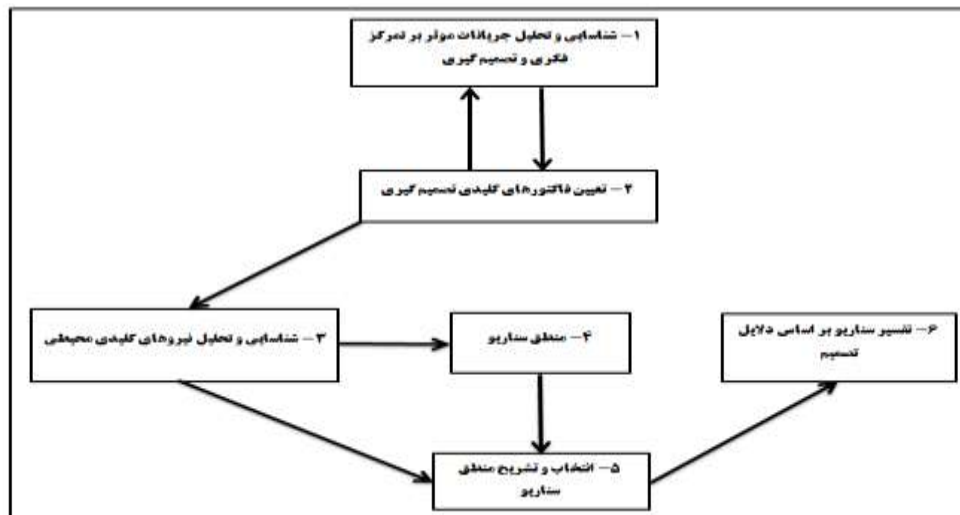 ۱- شناسایی و تحلیل جریانات موثر بر تمرکز
فکری و تصمیم گیری
۲- تعیین فاکتورهای کلیدی تصمیم گیری
۳- شناسایی و تحلیل نیروهای کلیدی محیطی
۴- منطق سناریو
۶- تفسیر سناریو بر اساس دلایل
تصمیم
۵- انتخاب و تشریح منطق
سناریو